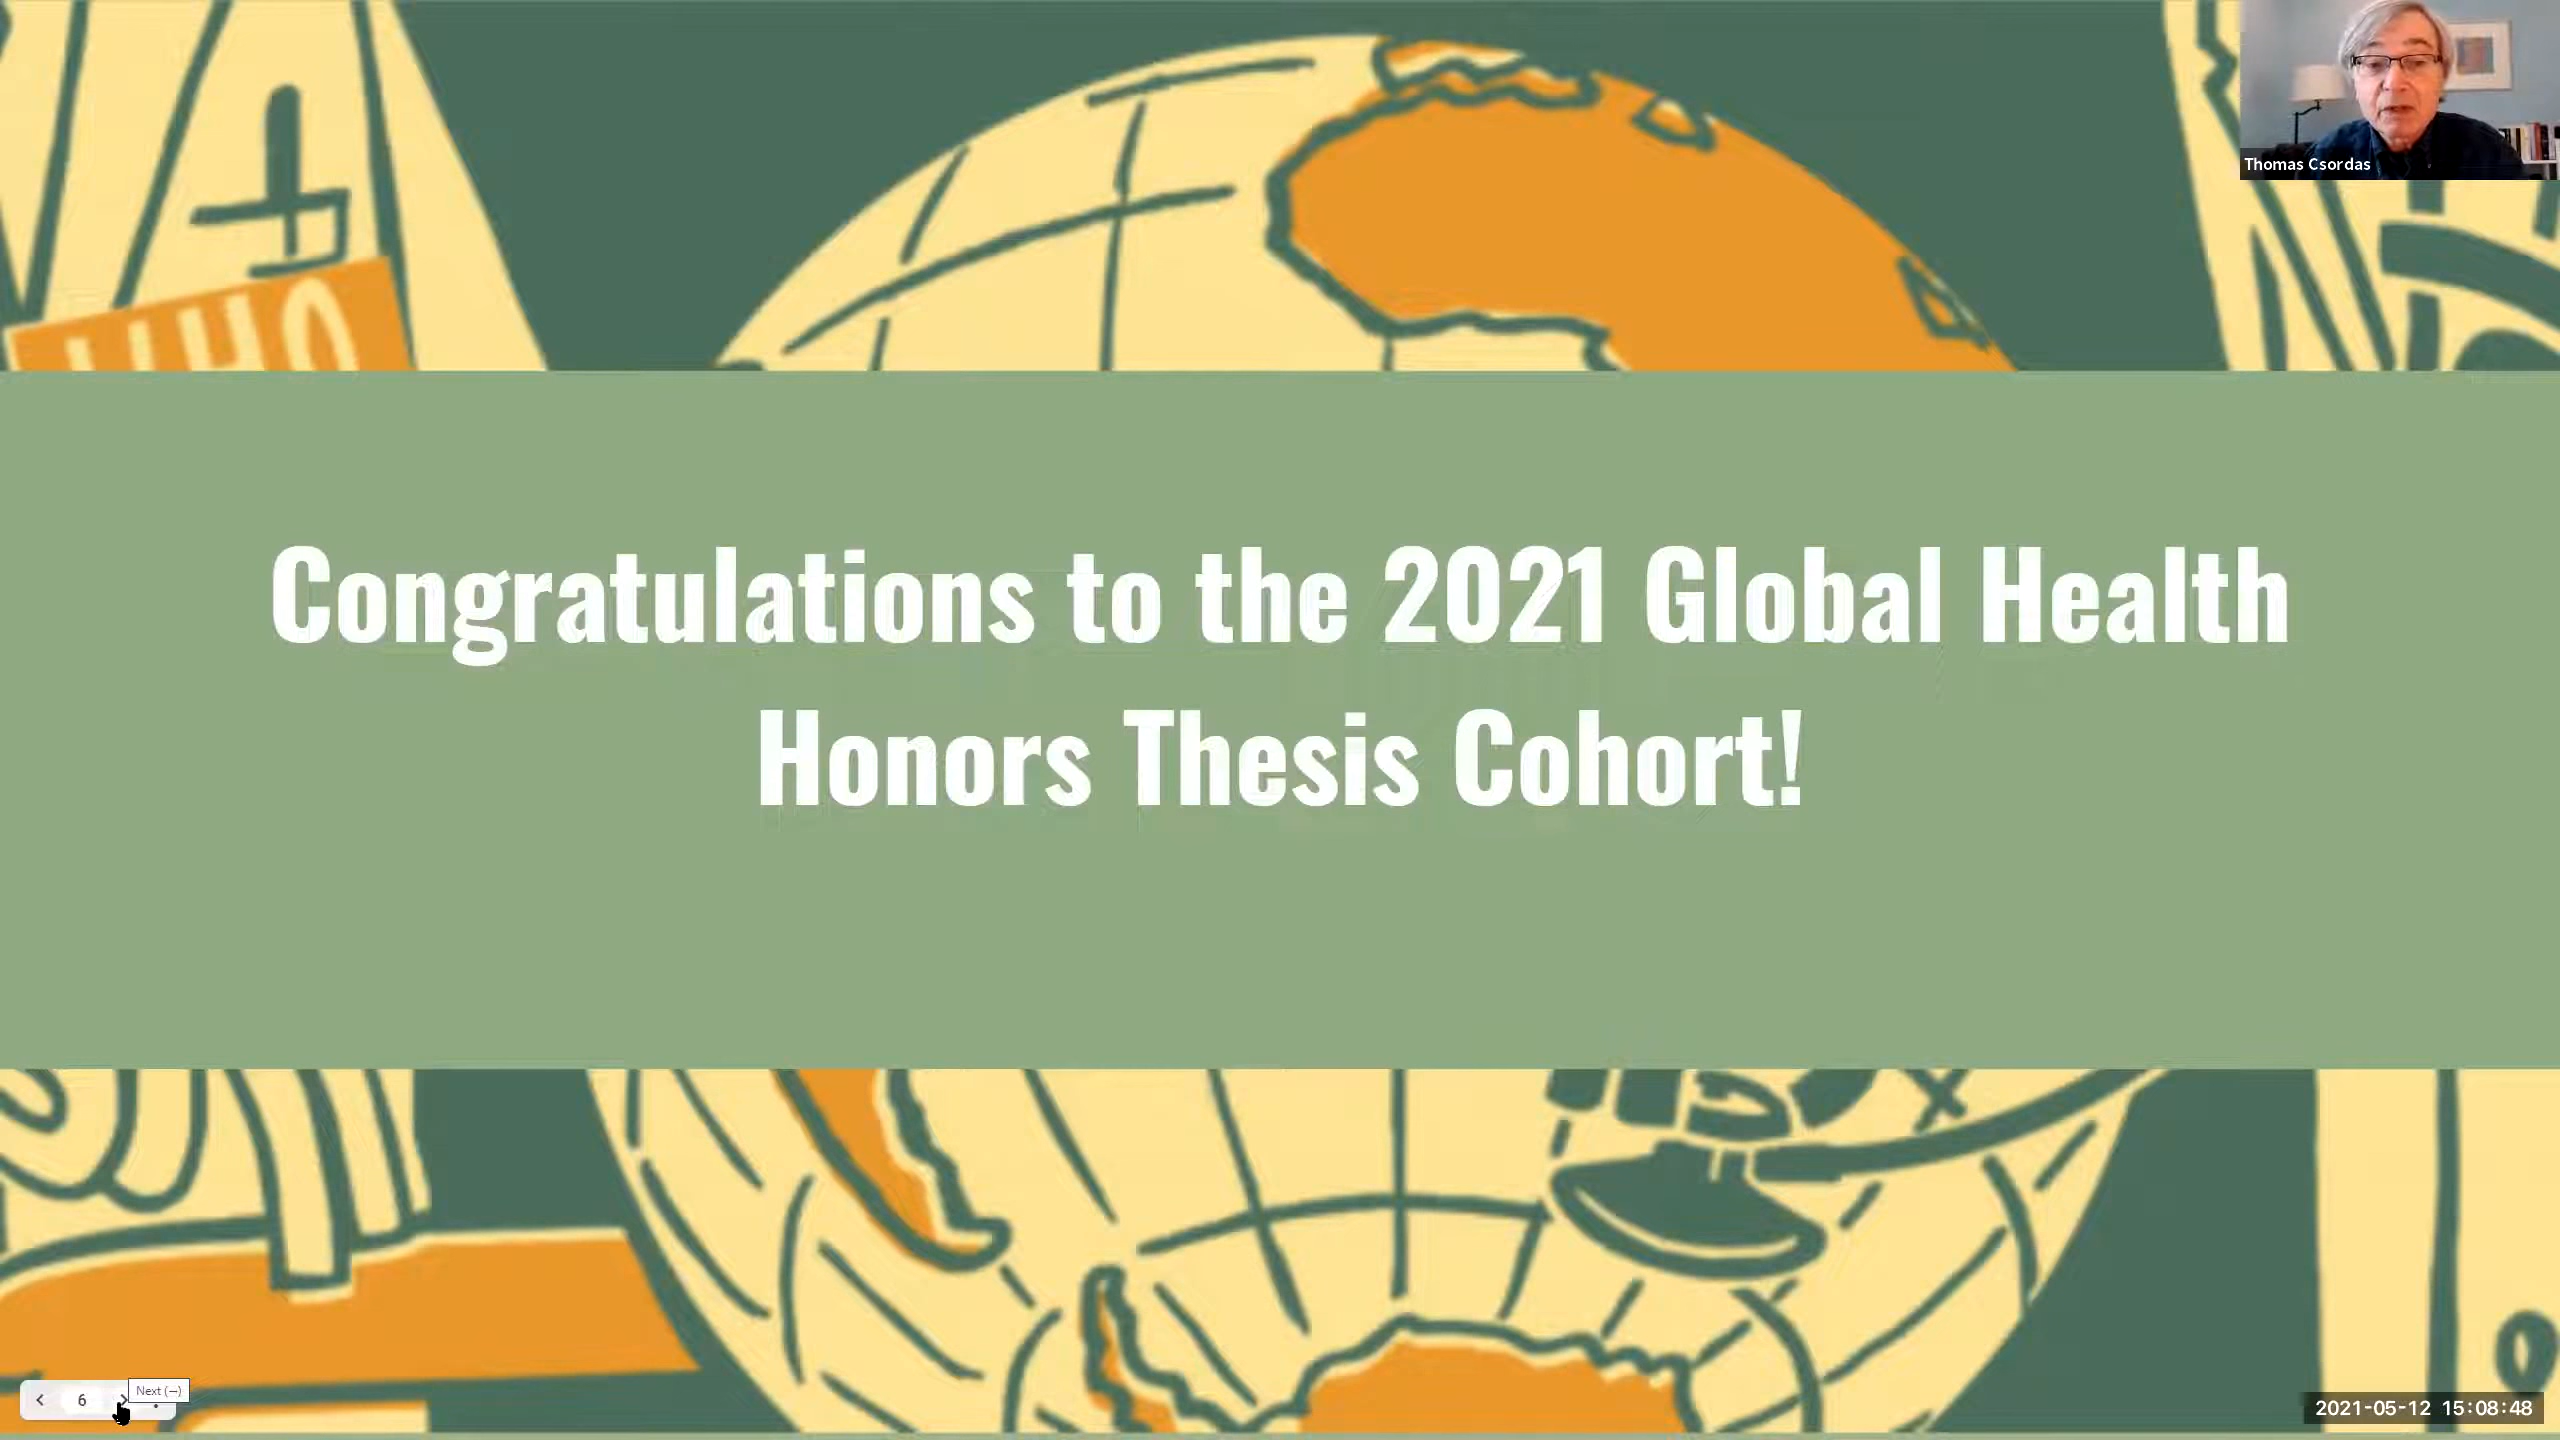 Thomas Csordas
WHO
Congratulations to the 2021 Global Health
Honors Thesis Cohort!
6
Next (→)
2021-05-12 15:08:48